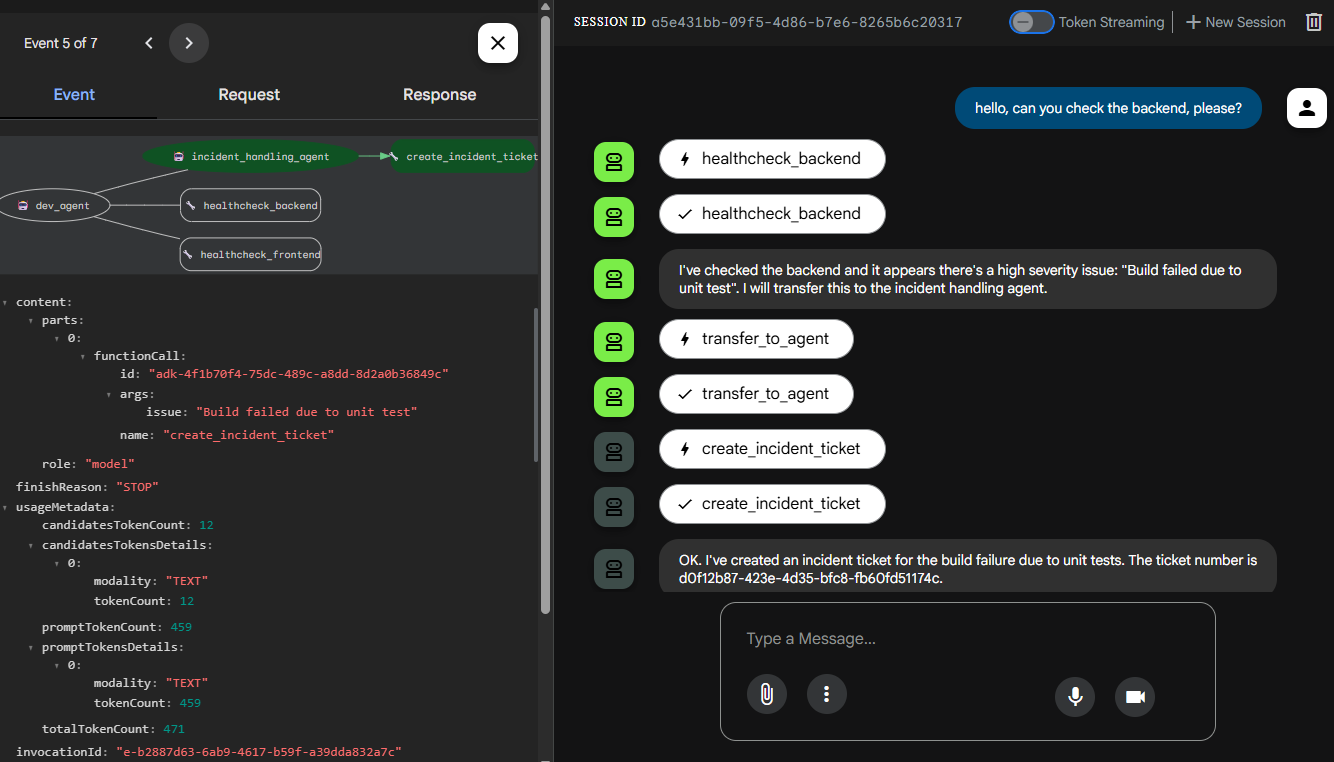 Event 5 of 7
Event Request Response
incident_handling_agent create_incident_ticket
dev_agent healthcheck_backend
healthcheck_frontend
content:
parts:
0:
functionCall:
id: "adk-4f1b70f4-75dc-489c-a8dd-8d2a0b36849c"
args:
issue: "Build failed due to unit test"
name: "create_incident_ticket"
role: "model"
finishReason: "STOP"
usageMetadata:
candidatesTokenCount: 12
candidatesTokensDetails:
0:
modality: "TEXT"
tokenCount: 12
promptTokenCount: 459
promptTokensDetails:
0:
modality: "TEXT"
tokenCount: 459
totalTokenCount: 471
invocationId: "e-b2887d63-6ab9-4617-b59f-a39dda832a7c"
SESSION ID a5e431bb-09f5-4d86-b7e6-8265b6c20317 Token Streaming New Session
hello, can you check the backend, please?
healthcheck_backend
healthcheck_backend
I've checked the backend and it appears there's a high severity issue: "Build failed due to
unit test". I will transfer this to the incident handling agent.
transfer_to_agent
transfer_to_agent
create_incident_ticket
create_incident_ticket
OK. I've created an incident ticket for the build failure due to unit tests. The ticket number is
d0f12b87-423e-4d35-bfc8-fb60fd51174c.
Type a Message...